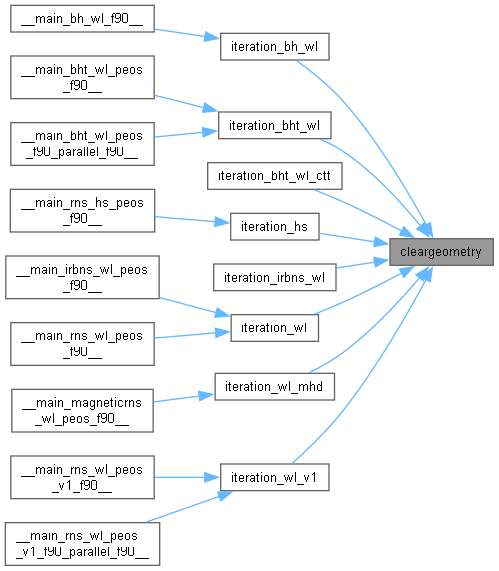 __main_bh_wl_f90__
iteration_bh_wl
__main_bht_wl_peos
_f90__
iteration_bht_wl
__main_bht_wl_peos
_f90_parallel_f90__
iteration_bht_wl_ctt
__main_rns_hs_peos
_f90__
iteration_hs
cleargeometry
__main_irbns_wl_peos
_f90__
iteration_irbns_wl
iteration_wl
__main_rns_wl_peos
_f90__
iteration_wl_mhd
__main_magneticrns
_wl_peos_f90__
__main_rns_wl_peos
_v1_f90__
iteration_wl_v1
__main_rns_wl_peos
_v1_f90_parallel_f90__